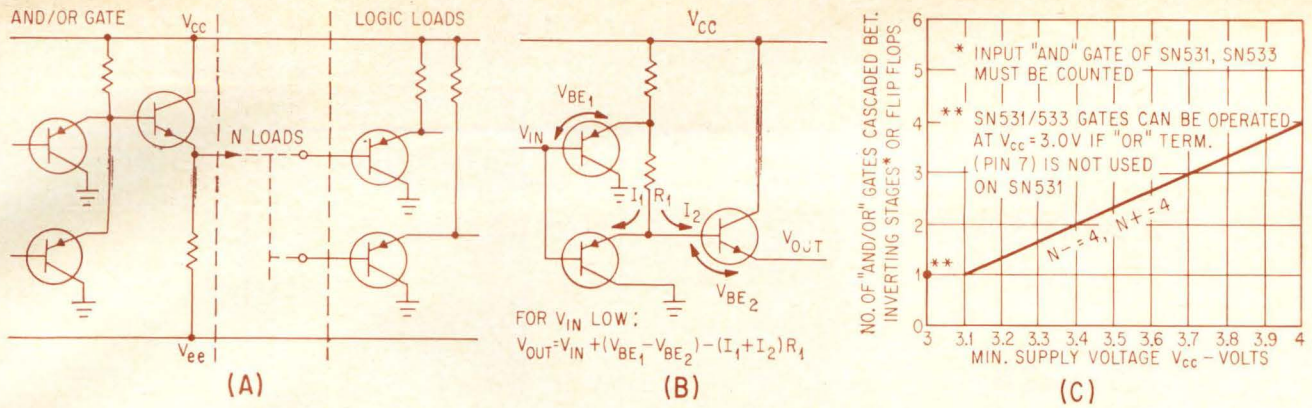 AND/OR GATE
Vcc
LOGIC LOADS
N LOADS
Vee
(A)
Vcc
VBE1
VIN
I1
R1
I2
VOUT
VBE2
FOR VIN LOW:
VOUT=VIN+(VBE1-VBE2)-(I1+I2)R1
(B)
NO. OF "AND/OR" GATES CASCADED BET.
INVERTING STAGES* OR FLIP FLOPS
6
5
4
3
2
1
0
* INPUT "AND" GATE OF SN531, SN533
MUST BE COUNTED
** SN531/533 GATES CAN BE OPERATED
AT Vcc=3.0V IF "OR" TERM.
(PIN 7) IS NOT USED
ON SN531
N-=4, N+=4
**
3 3.1 3.2 3.3 3.4 3.5 3.6 3.7 3.8 3.9 4
MIN. SUPPLY VOLTAGE Vcc-VOLTS
(C)